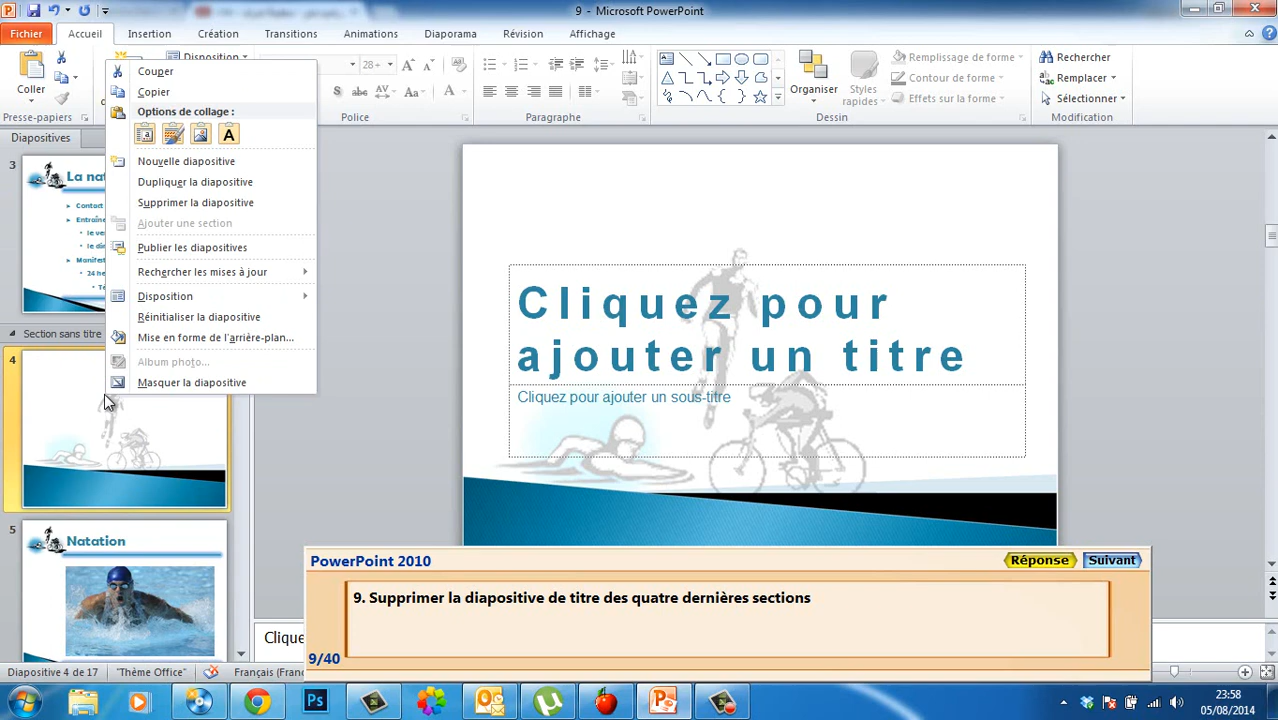 9 - Microsoft PowerPoint
Fichier Accueil Insertion Création Transitions Animations Diaporama Révision Affichage
Coller
Disposition
28
Organiser
Styles rapides
Remplissage de forme
Contour de forme
Effets sur la forme
Rechercher
Remplacer
Sélectionner
Presse-papiers Police Paragraphe Dessin Modification
Diapositives
Couper
Copier
Options de collage :
Nouvelle diapositive
Dupliquer la diapositive
Supprimer la diapositive
Ajouter une section
Publier les diapositives
Rechercher les mises à jour
Disposition
Réinitialiser la diapositive
Mise en forme de l'arrière-plan...
Album photo...
Masquer la diapositive
3
La nat
Entraîne
Section sans titre
4
5
Natation
Cliquez pour
ajouter un titre
Cliquez pour ajouter un sous-titre
PowerPoint 2010
Réponse Suivant
9. Supprimer la diapositive de titre des quatre dernières sections
9/40
Clique
Diapositive 4 de 17 "Thème Office" Français (Franc
23:58
05/08/2014